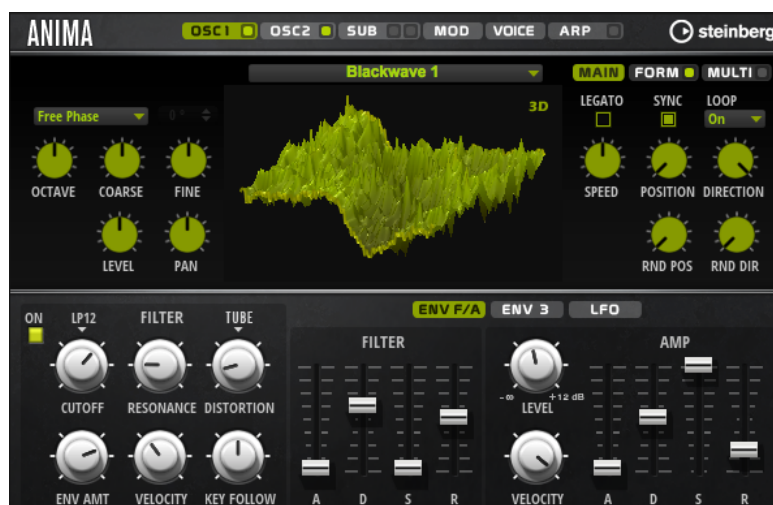 ANIMA OSC1 OSC2 SUB MOD VOICE ARP steinberg
Blackwave 1 MAIN FORM MULTI
3D LEGATO SYNC LOOP
Free Phase 0 ° On
OCTAVE COARSE FINE SPEED POSITION DIRECTION
LEVEL PAN RND POS RND DIR
ENV F/A ENV 3 LFO
ON LP12 FILTER TUBE
FILTER AMP
-∞ +12 dB
CUTOFF RESONANCE DISTORTION LEVEL
ENV AMT VELOCITY KEY FOLLOW A D S R VELOCITY A D S R